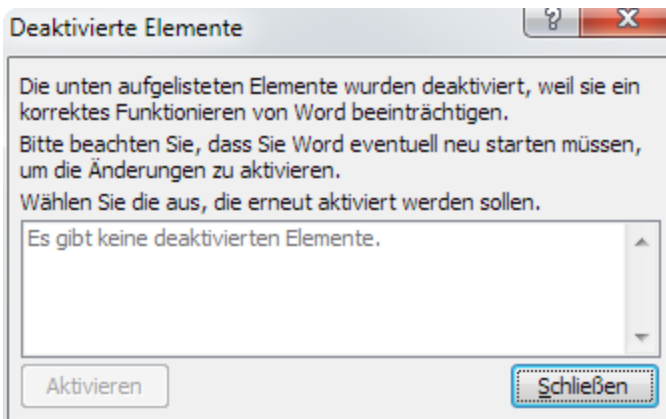 Deaktivierte Elemente
Die unten aufgelisteten Elemente wurden deaktiviert, weil sie ein
korrektes Funktionieren von Word beeinträchtigen.
Bitte beachten Sie, dass Sie Word eventuell neu starten müssen,
um die Änderungen zu aktivieren.
Wählen Sie die aus, die erneut aktiviert werden sollen.
Es gibt keine deaktivierten Elemente.
Aktivieren
Schließen